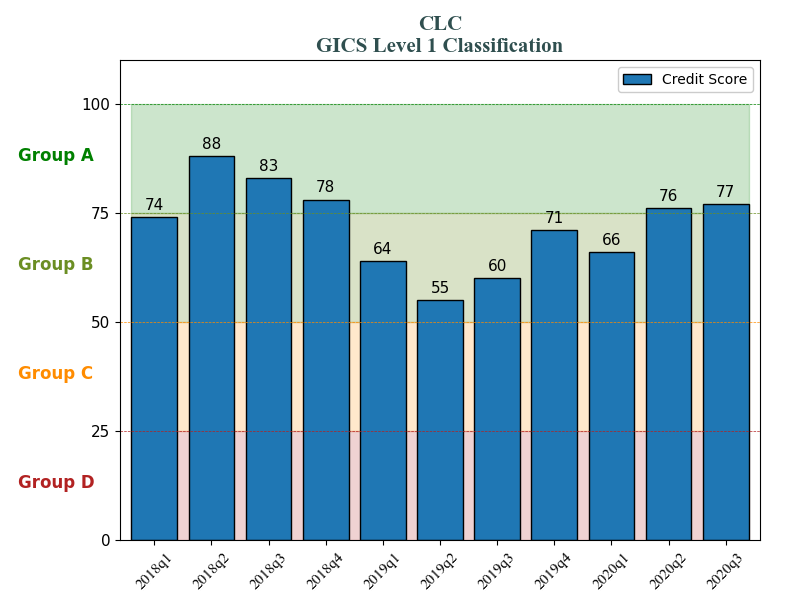 CLC
GICS Level 1 Classification
Credit Score
100
Group A
88
83
78
77
76
74
75
71
66
64
Group B
60
55
50
Group C
25
Group D
0
2018q1
2018q2
2018q3
2018q4
2019q1
2019q2
2019q3
2019q4
2020q1
2020q2
2020q3